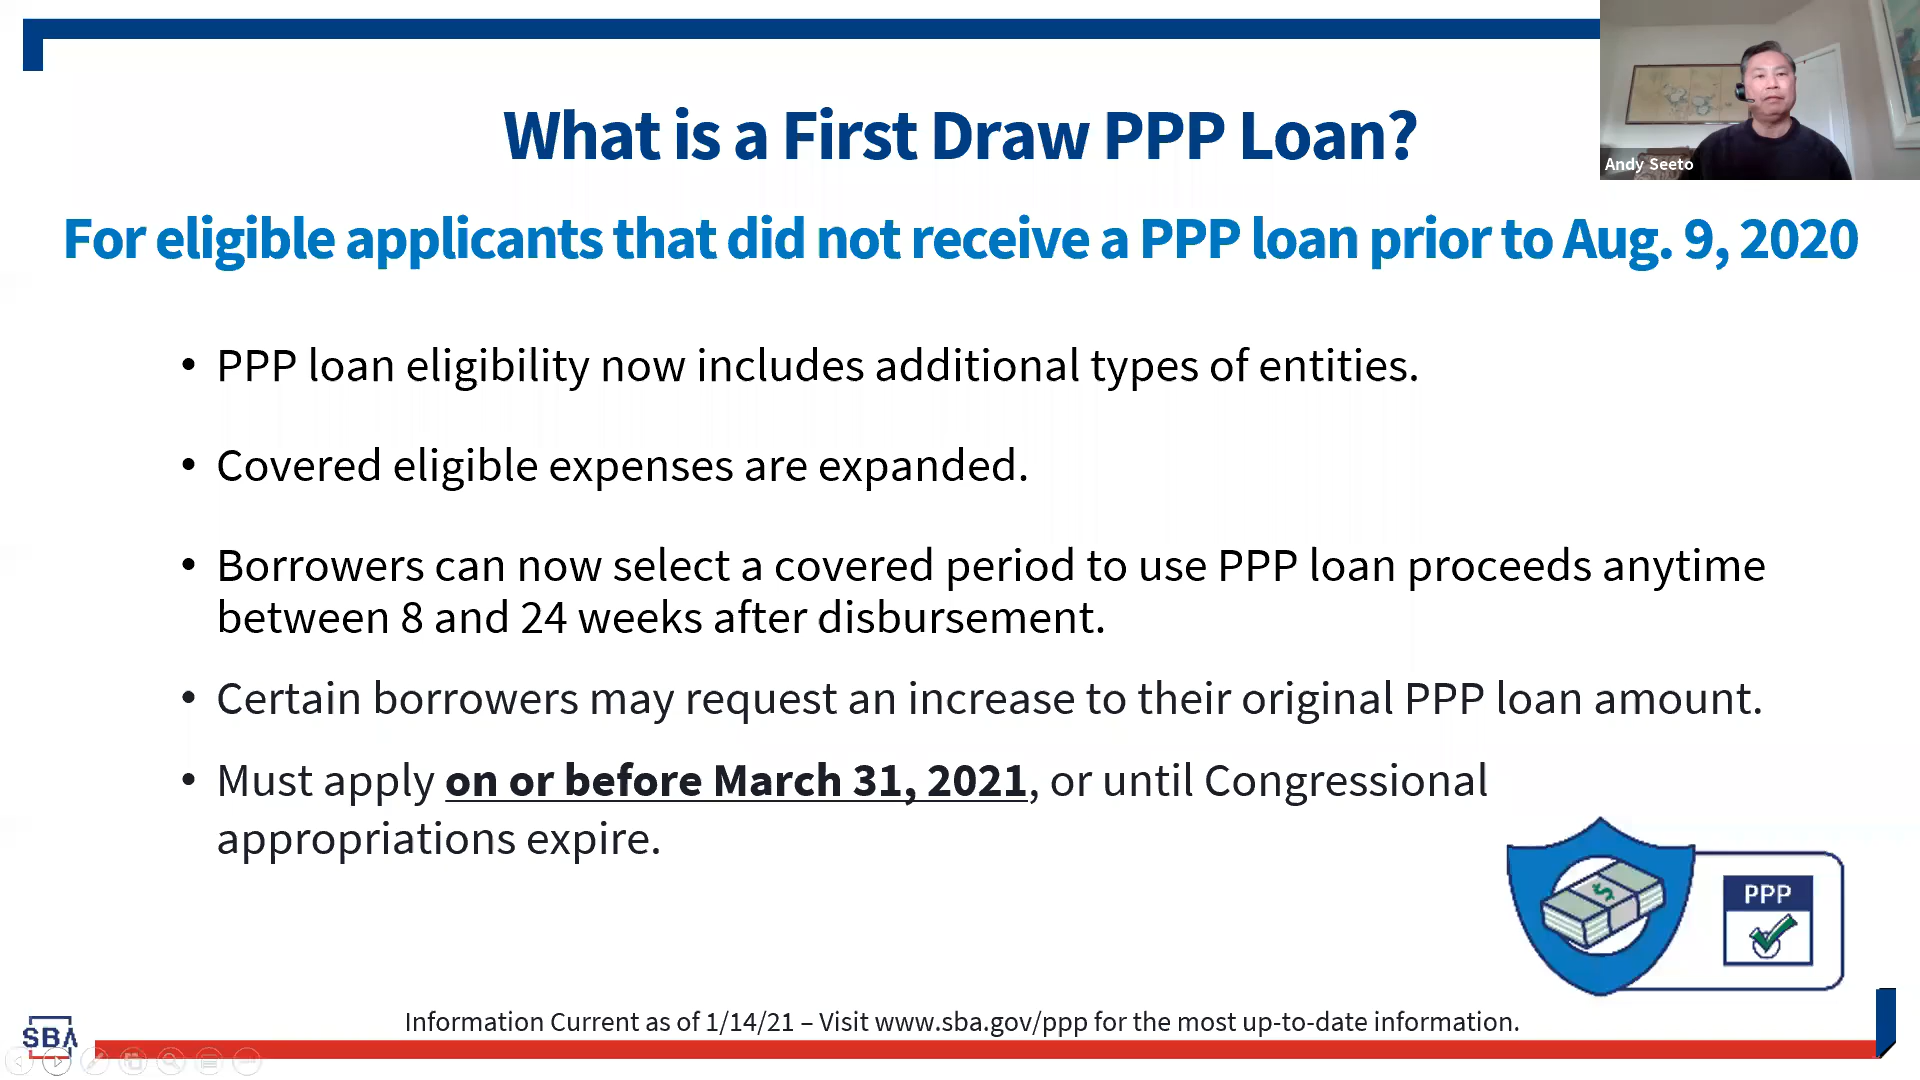 What is a First Draw PPP Loan?
Andy Seeto
For eligible applicants that did not receive a PPP loan prior to Aug. 9, 2020
• PPP loan eligibility now includes additional types of entities.
• Covered eligible expenses are expanded.
• Borrowers can now select a covered period to use PPP loan proceeds anytime
between 8 and 24 weeks after disbursement.
• Certain borrowers may request an increase to their original PPP loan amount.
• Must apply on or before March 31, 2021, or until Congressional
appropriations expire.
PPP
Information Current as of 1/14/21 – Visit www.sba.gov/ppp for the most up-to-date information.
SBA